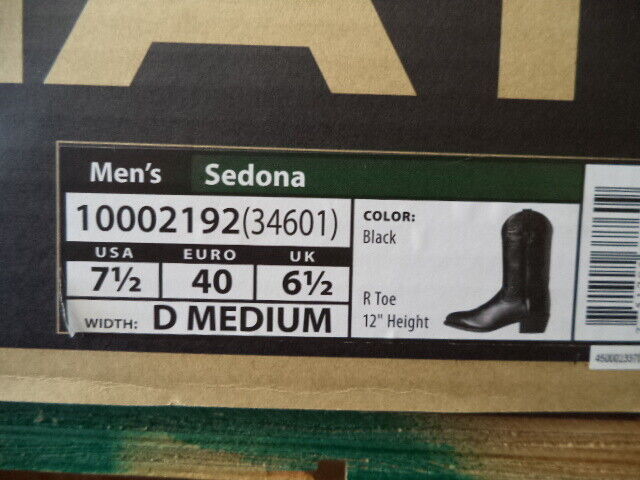 Men's Sedona
10002192(34601)
USA EURO UK
7½ 40 6½
WIDTH: D MEDIUM
COLOR:
Black
R Toe
12" Height